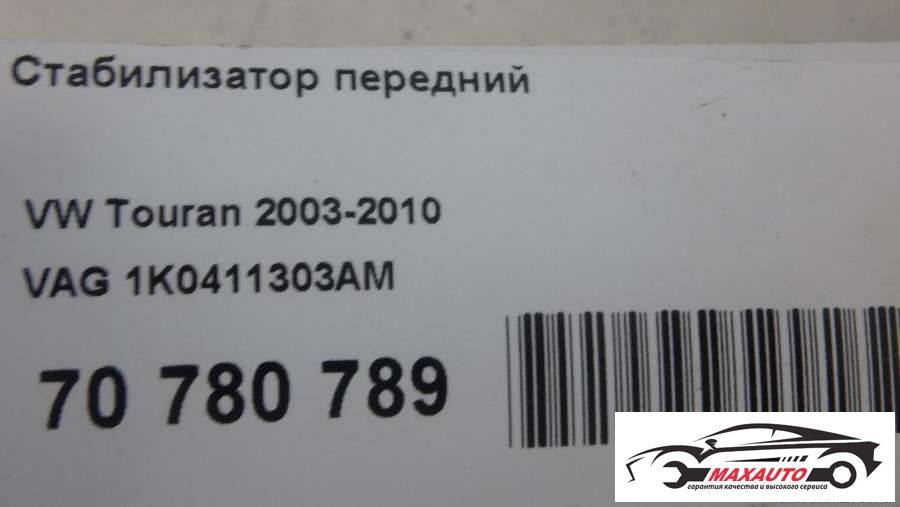 Стабилизатор передний
VW Touran 2003-2010
VAG 1K0411303AM
70 780 789
MAXAUTO
гарантия качества и высокого сервиса